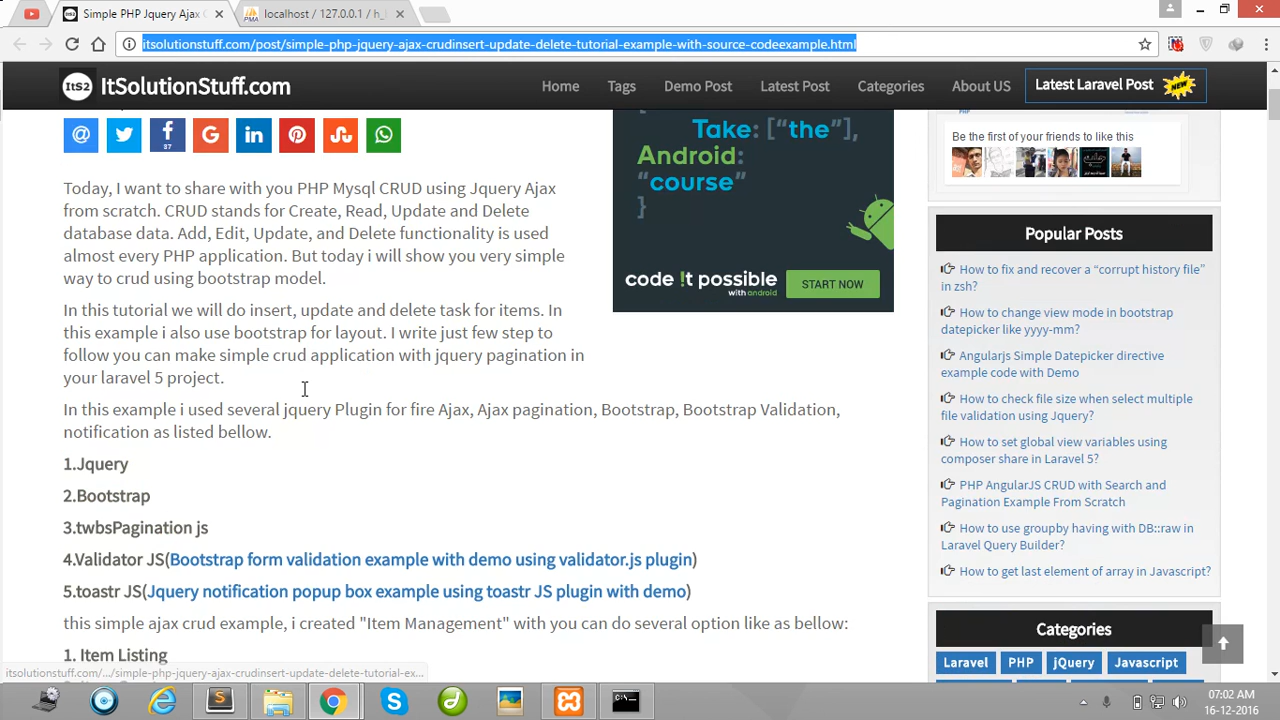 Simple PHP Jquery Ajax C
localhost / 127.0.0.1 / h_
itsolutionstuff.com/post/simple-php-jquery-ajax-crudinsert-update-delete-tutorial-example-with-source-codeexample.html
ItS2 ItSolutionStuff.com
Home
Tags
Demo Post
Latest Post
Categories
About US
Latest Laravel Post
37
Today, I want to share with you PHP Mysql CRUD using Jquery Ajax
from scratch. CRUD stands for Create, Read, Update and Delete
database data. Add, Edit, Update, and Delete functionality is used
almost every PHP application. But today i will show you very simple
way to crud using bootstrap model.
In this tutorial we will do insert, update and delete task for items. In
this example i also use bootstrap for layout. I write just few step to
follow you can make simple crud application with jquery pagination in
your laravel 5 project.
In this example i used several jquery Plugin for fire Ajax, Ajax pagination, Bootstrap, Bootstrap Validation,
notification as listed bellow.
1.Jquery
2.Bootstrap
3.twbsPagination js
4.Validator JS(Bootstrap form validation example with demo using validator.js plugin)
5.toastr JS(Jquery notification popup box example using toastr JS plugin with demo)
this simple ajax crud example, i created "Item Management" with you can do several option like as bellow:
1. Item Listing
{
Take: ["the"],
Android:
"course"
}
code !t possible
with android
START NOW
Be the first of your friends to like this
Popular Posts
How to fix and recover a "corrupt history file"
in zsh?
How to change view mode in bootstrap
datepicker like yyyy-mm?
Angularjs Simple Datepicker directive
example code with Demo
How to check file size when select multiple
file validation using Jquery?
How to set global view variables using
composer share in Laravel 5?
PHP AngularJS CRUD with Search and
Pagination Example From Scratch
How to use groupby having with DB::raw in
Laravel Query Builder?
How to get last element of array in Javascript?
Categories
Laravel
PHP
jQuery
Javascript
itsolutionstuff.com/.../simple-php-jquery-ajax-crudinsert-update-delete-tutorial-ex...
07:02 AM
16-12-2016